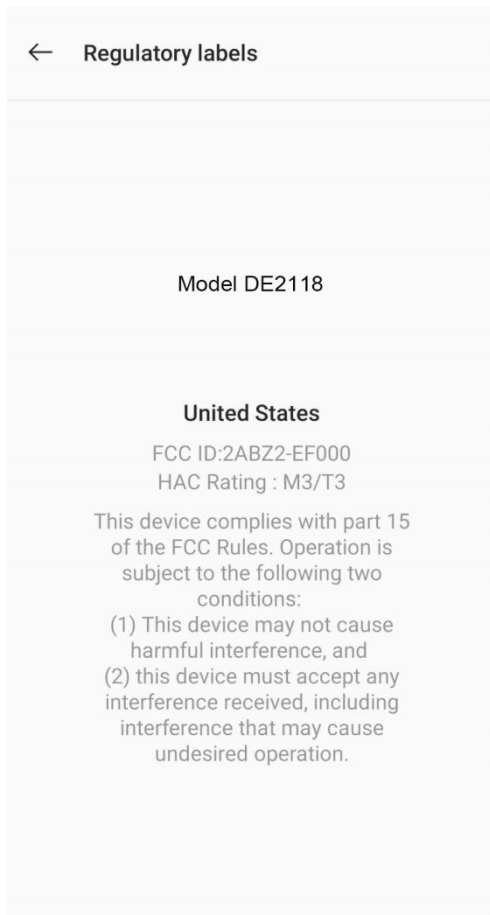 Regulatory labels
Model DE2118
United States
FCC ID:2ABZ2-EF000
HAC Rating : M3/T3
This device complies with part 15
of the FCC Rules. Operation is
subject to the following two
conditions:
(1) This device may not cause
harmful interference, and
(2) this device must accept any
interference received, including
interference that may cause
undesired operation.